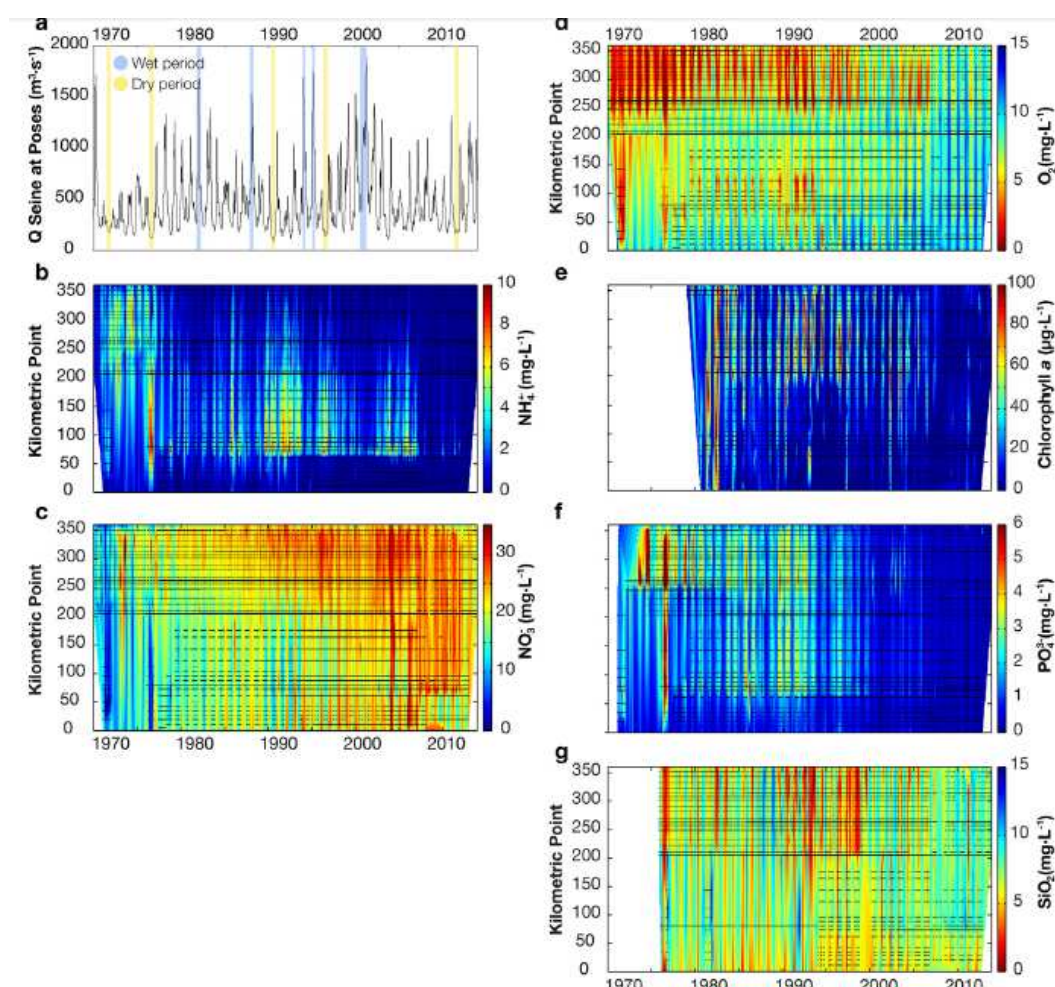 a
1970 1980 1990 2000 2010
Q Seine at Poses (m³·s⁻¹)
2000
1500
1000
500
0
Wet period
Dry period
b
Kilometric Point
350
300
250
200
150
100
50
0
10
8
6
4
2
0
NH₄⁺ (mg·L⁻¹)
c
Kilometric Point
350
300
250
200
150
100
50
0
1970 1980 1990 2000 2010
30
20
10
0
NO₃⁻ (mg·L⁻¹)
d
1970 1980 1990 2000 2010
Kilometric Point
350
300
250
200
150
100
50
0
15
10
5
0
O₂ (mg·L⁻¹)
e
100
80
60
40
20
0
Chlorophyll a (µg·L⁻¹)
f
6
5
4
3
2
1
0
PO₄³⁻ (mg·L⁻¹)
g
Kilometric Point
350
300
250
200
150
100
50
0
1970 1980 1990 2000 2010
15
10
5
0
SiO₂(mg·L⁻¹)